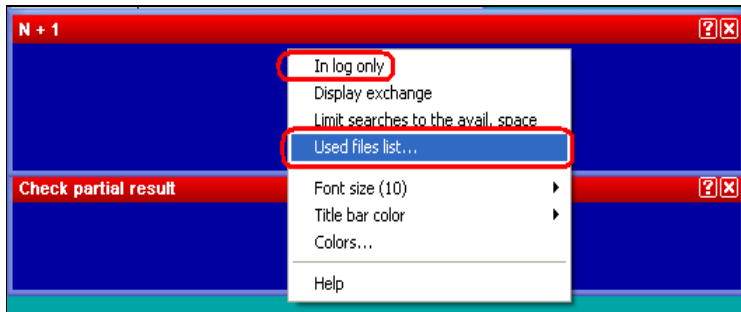 N + 1
In log only
Display exchange
Limit searches to the avail. space
Used files list...
Check partial result
Font size (10)
Title bar color
Colors...
Help